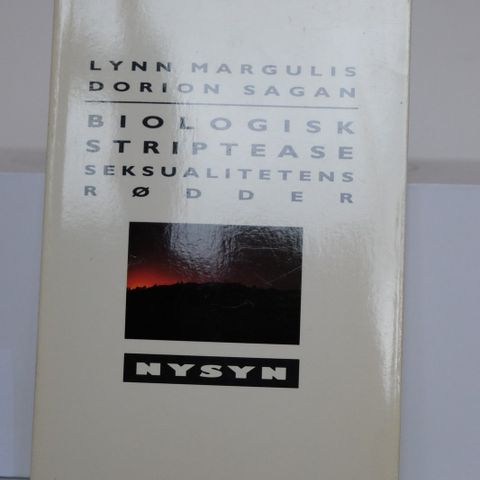 LYNN MARGULIS
DORION SAGAN
BIOLOGISK
STRIPTEASE
SEKSUALITETENS
RØDDER
NYSYN